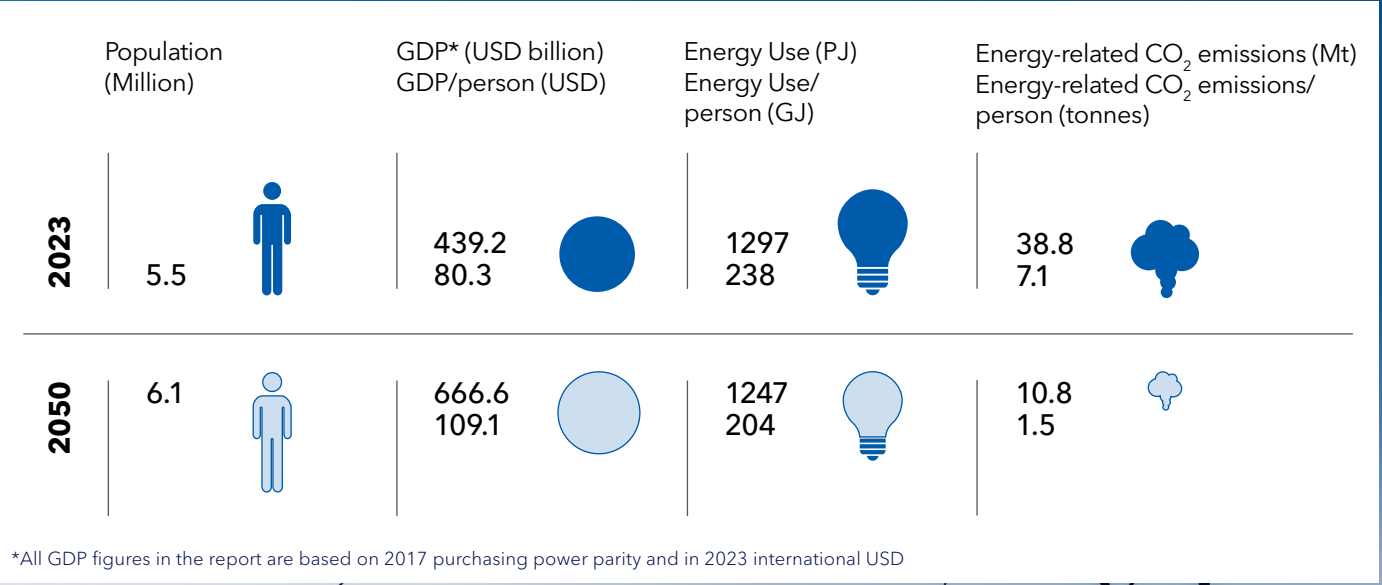 Population
(Million)
GDP* (USD billion)
GDP/person (USD)
Energy Use (PJ)
Energy Use/
person (GJ)
Energy-related CO₂ emissions (Mt)
Energy-related CO₂ emissions/
person (tonnes)
2023
5.5
439.2
80.3
1297
238
38.8
7.1
2050
6.1
666.6
109.1
1247
204
10.8
1.5
*All GDP figures in the report are based on 2017 purchasing power parity and in 2023 international USD